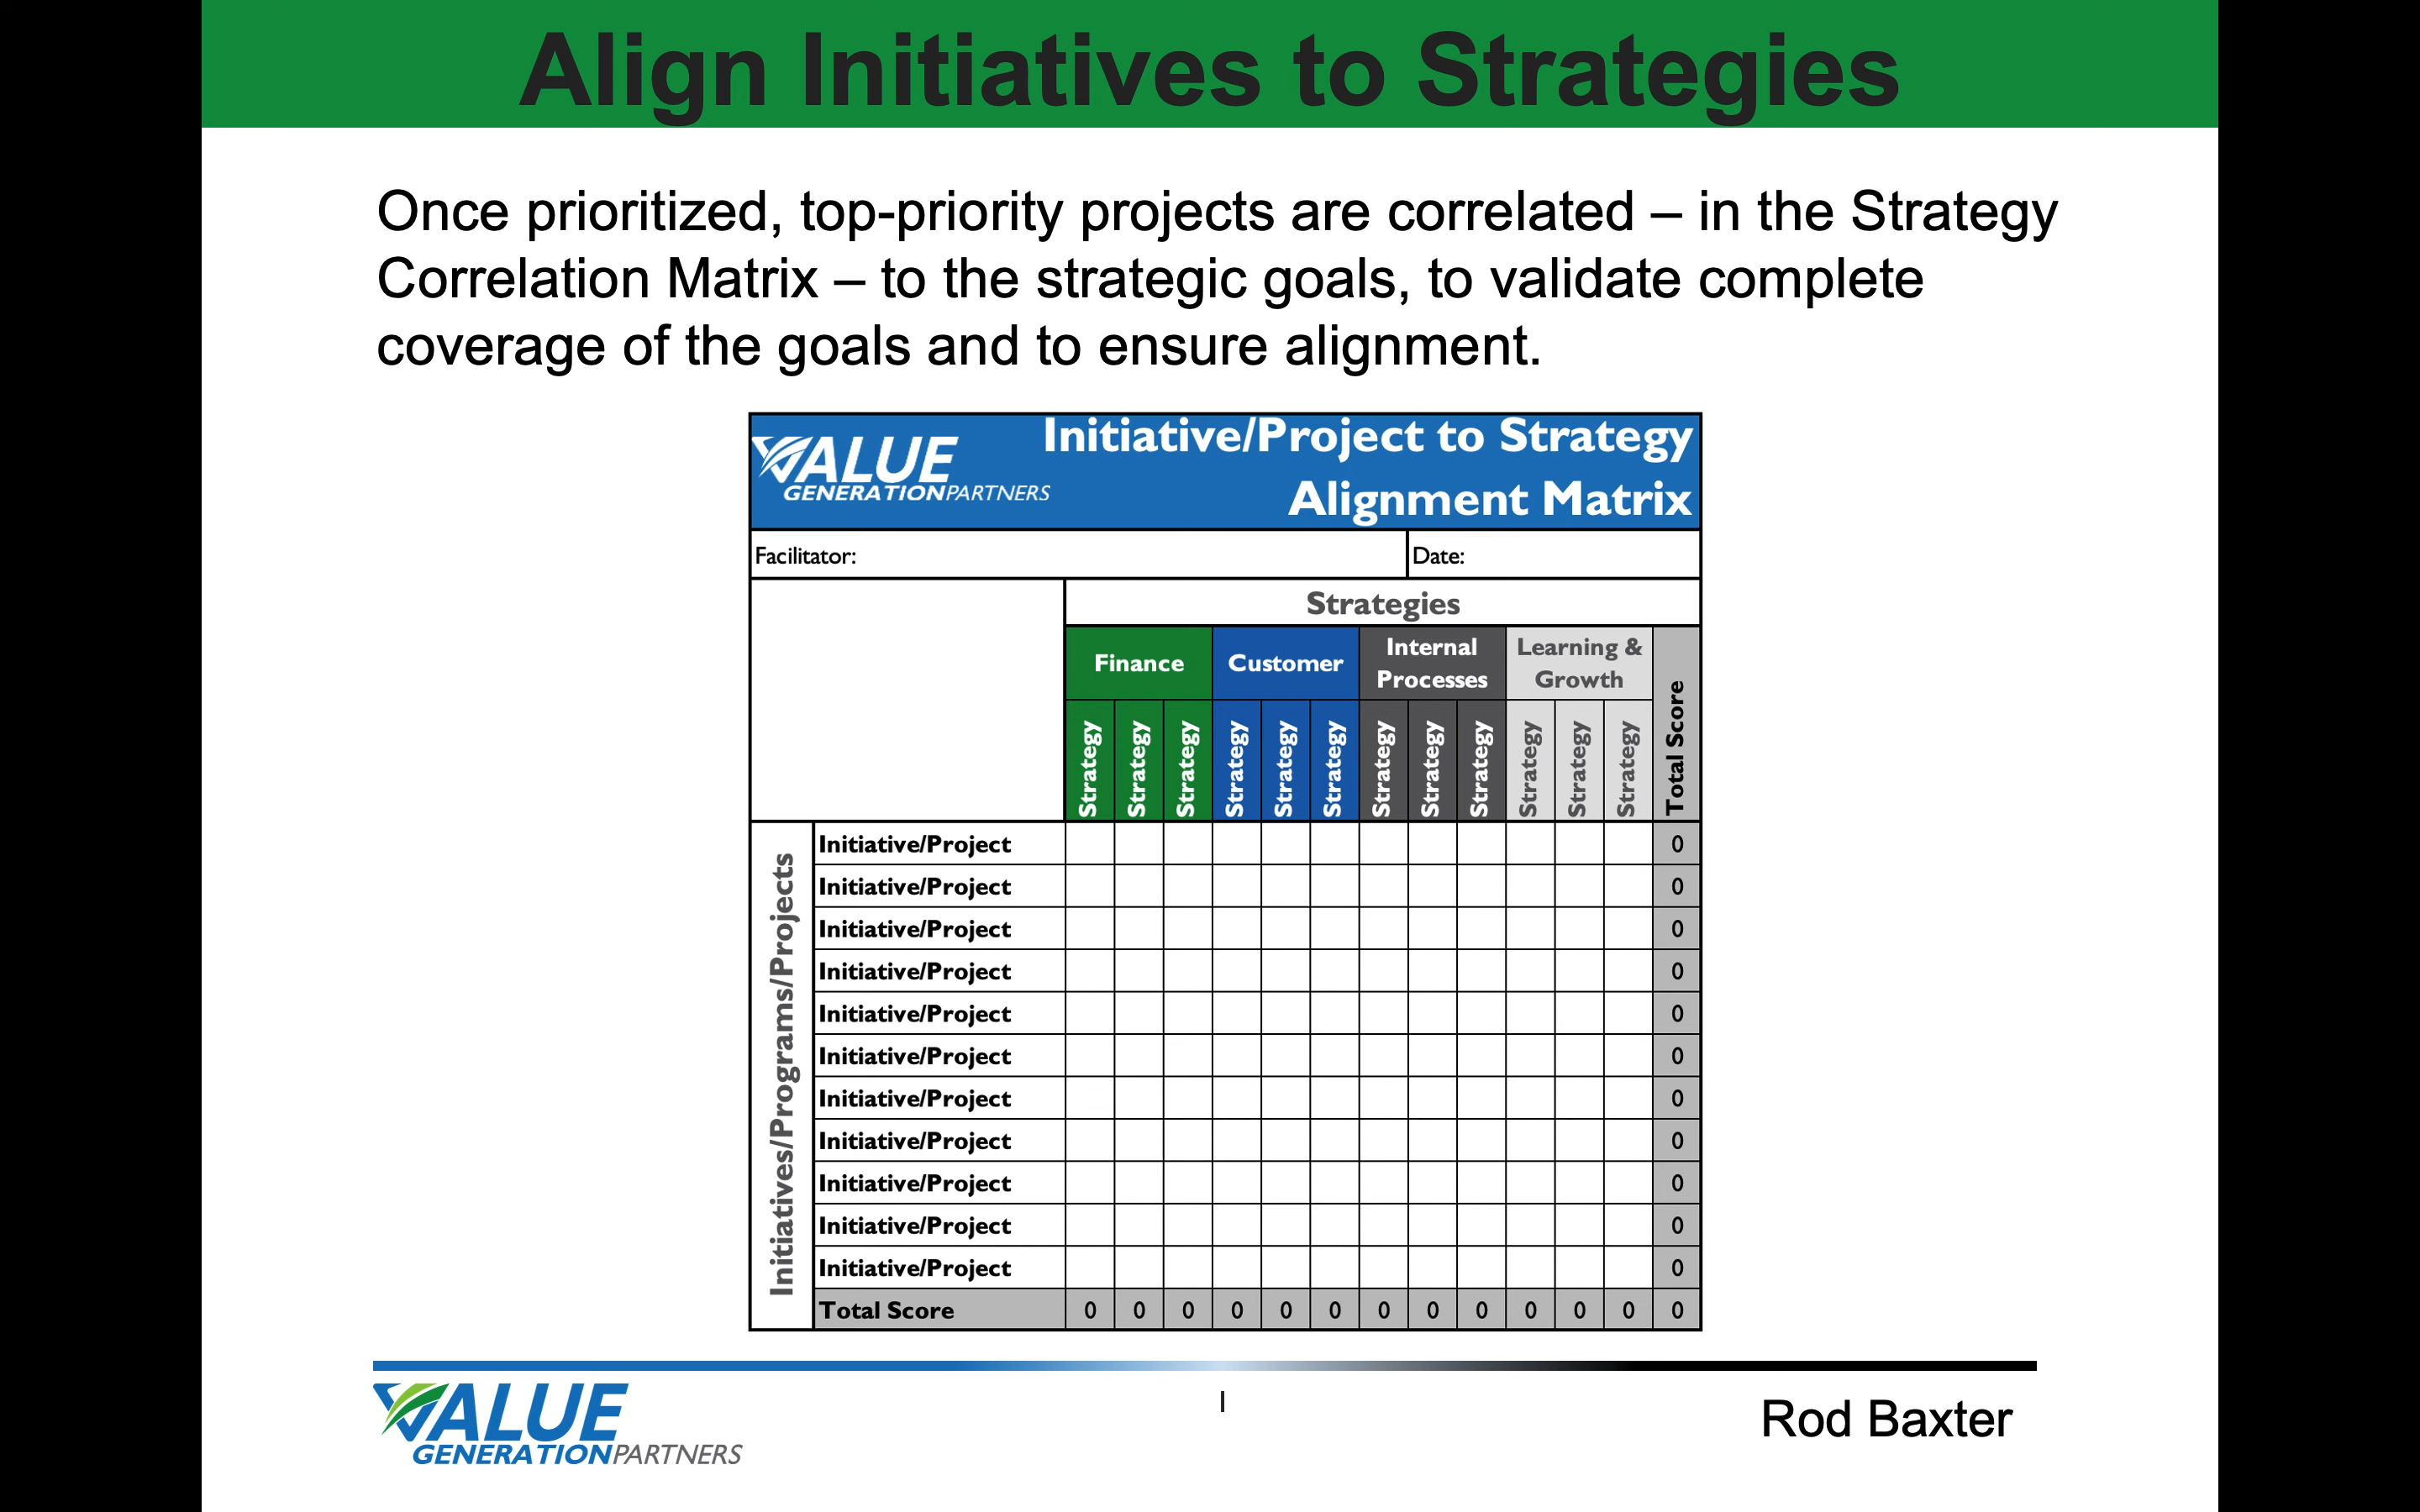 Align Initiatives to Strategies
Once prioritized, top-priority projects are correlated – in the Strategy
Correlation Matrix – to the strategic goals, to validate complete
coverage of the goals and to ensure alignment.
VALUE
GENERATIONPARTNERS
Initiative/Project to Strategy
Alignment Matrix
Facilitator:
Date:
Strategies
Finance
Customer
Internal
Processes
Learning &
Growth
Total Score
Strategy
Strategy
Strategy
Strategy
Strategy
Strategy
Strategy
Strategy
Strategy
Strategy
Strategy
Strategy
Initiatives/Programs/Projects
Initiative/Project 0
Initiative/Project 0
Initiative/Project 0
Initiative/Project 0
Initiative/Project 0
Initiative/Project 0
Initiative/Project 0
Initiative/Project 0
Initiative/Project 0
Initiative/Project 0
Initiative/Project 0
Total Score 0 0 0 0 0 0 0 0 0 0 0 0 0
VALUE
GENERATIONPARTNERS
I
Rod Baxter